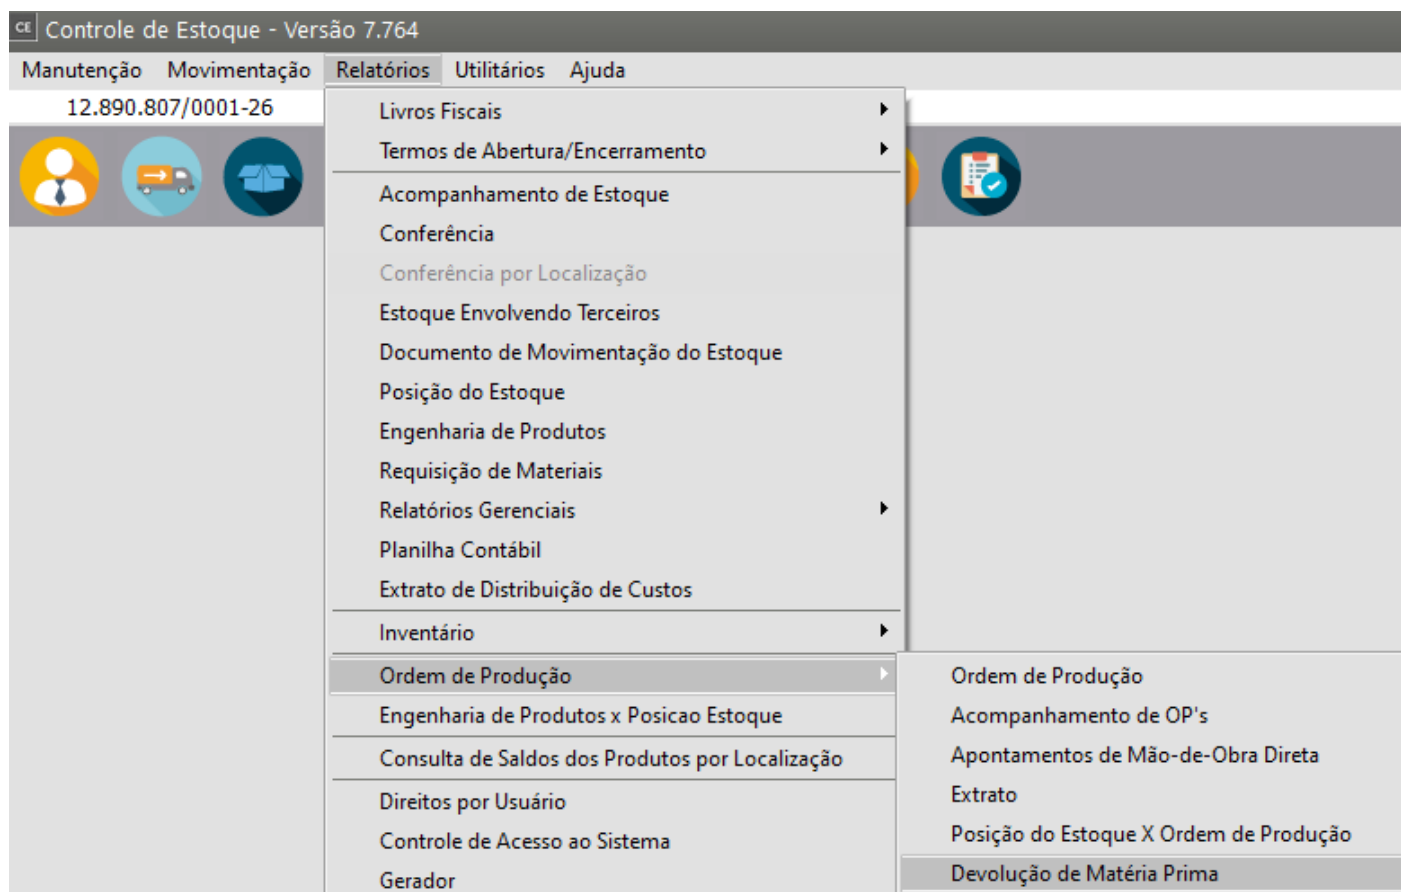 CE Controle de Estoque - Versão 7.764
Manutenção Movimentação Relatórios Utilitários Ajuda
12.890.807/0001-26
Livros Fiscais
Termos de Abertura/Encerramento
Acompanhamento de Estoque
Conferência
Conferência por Localização
Estoque Envolvendo Terceiros
Documento de Movimentação do Estoque
Posição do Estoque
Engenharia de Produtos
Requisição de Materiais
Relatórios Gerenciais
Planilha Contábil
Extrato de Distribuição de Custos
Inventário
Ordem de Produção
Engenharia de Produtos x Posicao Estoque
Consulta de Saldos dos Produtos por Localização
Direitos por Usuário
Controle de Acesso ao Sistema
Gerador
Ordem de Produção
Acompanhamento de OP's
Apontamentos de Mão-de-Obra Direta
Extrato
Posição do Estoque X Ordem de Produção
Devolução de Matéria Prima